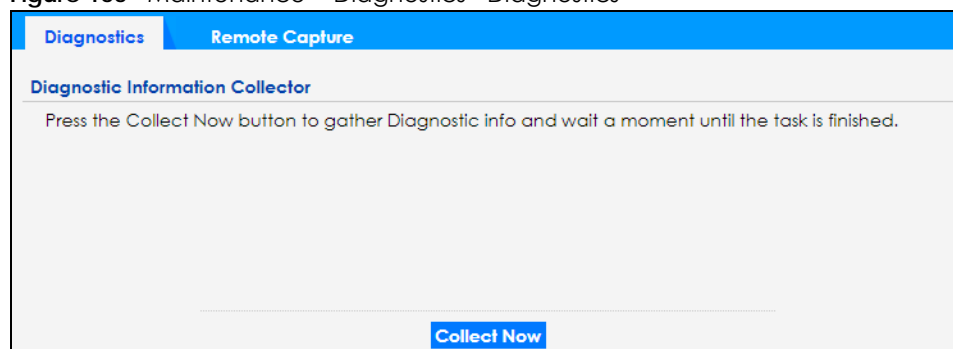 Diagnostics Remote Capture
Diagnostic Information Collector
Press the Collect Now button to gather Diagnostic info and wait a moment until the task is finished.
Collect Now